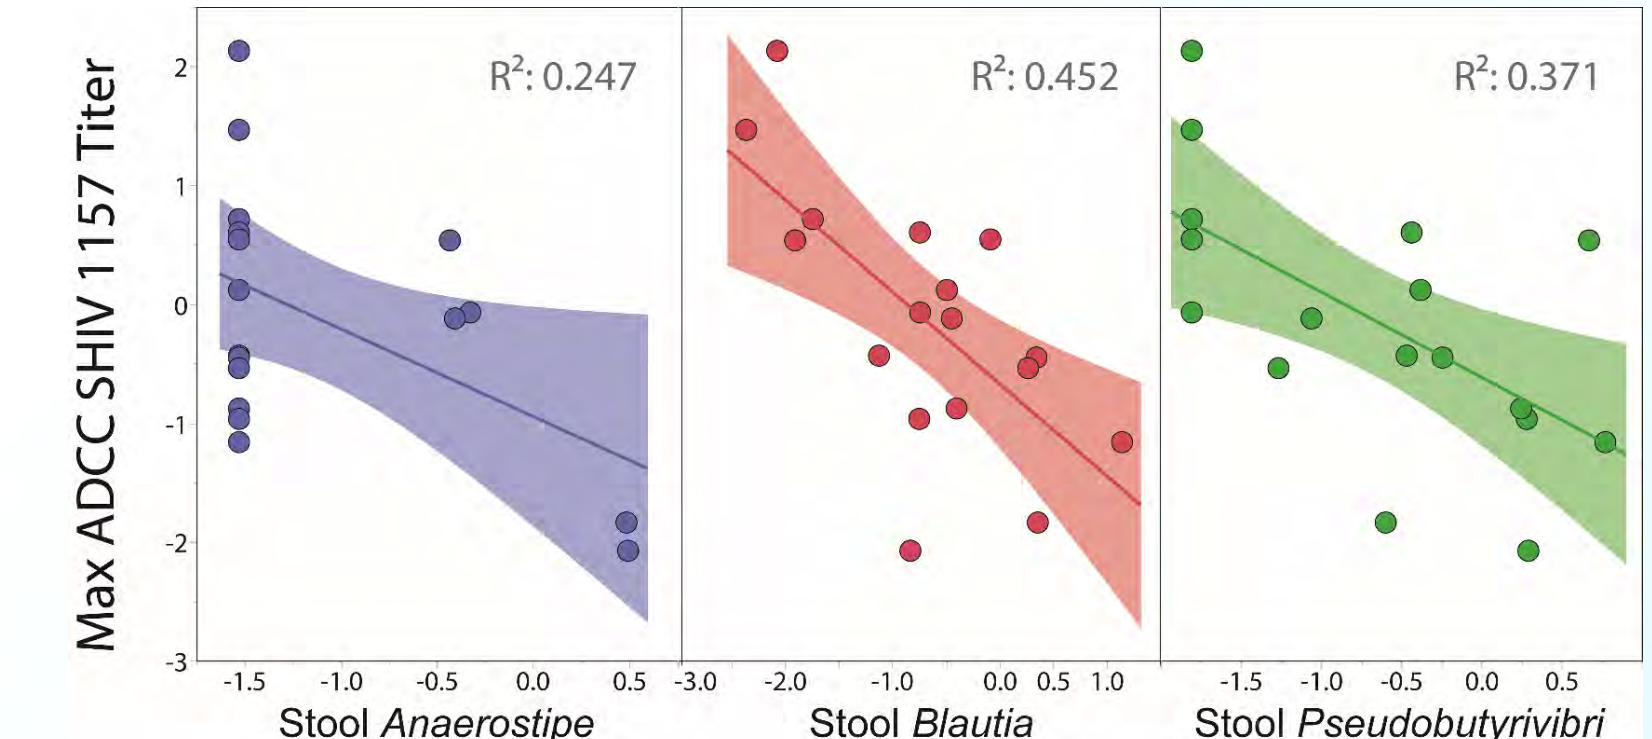 Max ADCC SHIV 1157 Titer
2
1
0
-1
-2
-3
R²: 0.247
R²: 0.452
R²: 0.371
-1.5 -1.0 -0.5 0.0 0.5
-3.0 -2.0 -1.0 0.0 0.5 1.0
-1.5 -1.0 -0.5 0.0 0.5
Stool Anaerostipe
Stool Blautia
Stool Pseudobutyrivibri